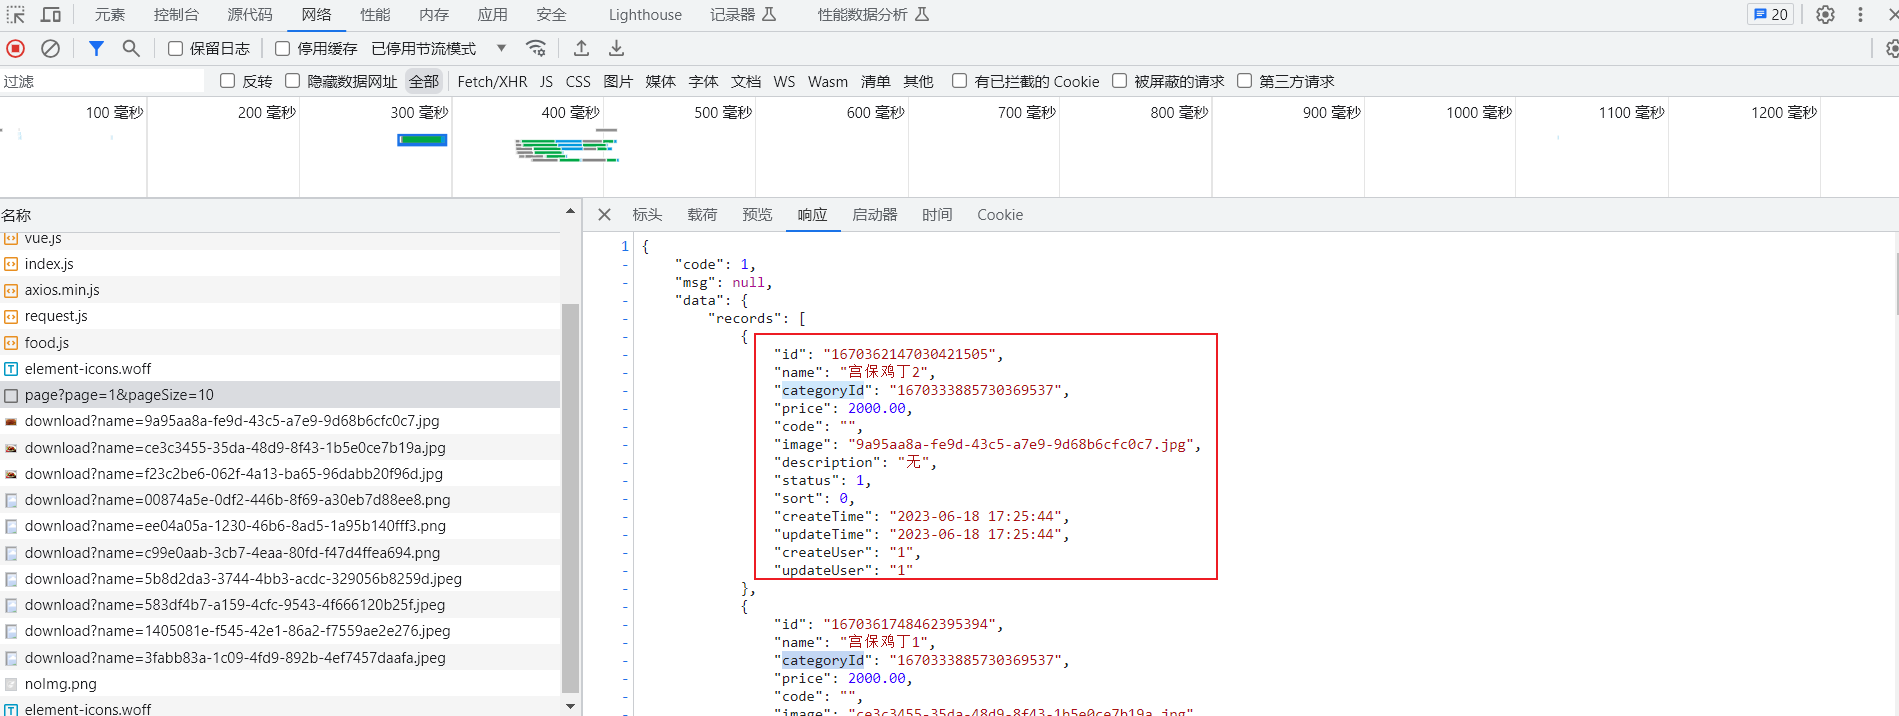 元素 控制台 源代码 网络 性能 内存 应用 安全 Lighthouse 记录器 性能数据分析 20
保留日志 停用缓存 已停用节流模式
过滤 反转 隐藏数据网址 全部 Fetch/XHR JS CSS 图片 媒体 字体 文档 WS Wasm 清单 其他 有已拦截的 Cookie 被屏蔽的请求 第三方请求
100 毫秒 200 毫秒 300 毫秒 400 毫秒 500 毫秒 600 毫秒 700 毫秒 800 毫秒 900 毫秒 1000 毫秒 1100 毫秒 1200 毫秒
名称
vue.js
index.js
axios.min.js
request.js
food.js
element-icons.woff
page?page=1&pageSize=10
download?name=9a95aa8a-fe9d-43c5-a7e9-9d68b6cfc0c7.jpg
download?name=ce3c3455-35da-48d9-8f43-1b5e0ce7b19a.jpg
download?name=f23c2be6-062f-4a13-ba65-96dabb20f96d.jpg
download?name=00874a5e-0df2-446b-8f69-a30eb7d88ee8.png
download?name=ee04a05a-1230-46b6-8ad5-1a95b140fff3.png
download?name=c99e0aab-3cb7-4eaa-80fd-f47d4ffea694.png
download?name=5b8d2da3-3744-4bb3-acdc-329056b8259d.jpeg
download?name=583df4b7-a159-4cfc-9543-4f666120b25f.jpeg
download?name=1405081e-f545-42e1-86a2-f7559ae2e276.jpeg
download?name=3fabb83a-1c09-4fd9-892b-4ef7457daafa.jpeg
noImg.png
element-icons.woff
标头 载荷 预览 响应 启动器 时间 Cookie
1 {
- "code": 1,
- "msg": null,
- "data": {
- "records": [
- {
- "id": "1670362147030421505",
- "name": "宫保鸡丁2",
- "categoryId": "1670333885730369537",
- "price": 2000.00,
- "code": "",
- "image": "9a95aa8a-fe9d-43c5-a7e9-9d68b6cfc0c7.jpg",
- "description": "无",
- "status": 1,
- "sort": 0,
- "createTime": "2023-06-18 17:25:44",
- "updateTime": "2023-06-18 17:25:44",
- "createUser": "1",
- "updateUser": "1"
- },
- {
- "id": "1670361748462395394",
- "name": "宫保鸡丁1",
- "categoryId": "1670333885730369537",
- "price": 2000.00,
- "code": "",
- "image": "ce3c3455-35da-48d9-8f43-1b5e0ce7b19a.jpg"